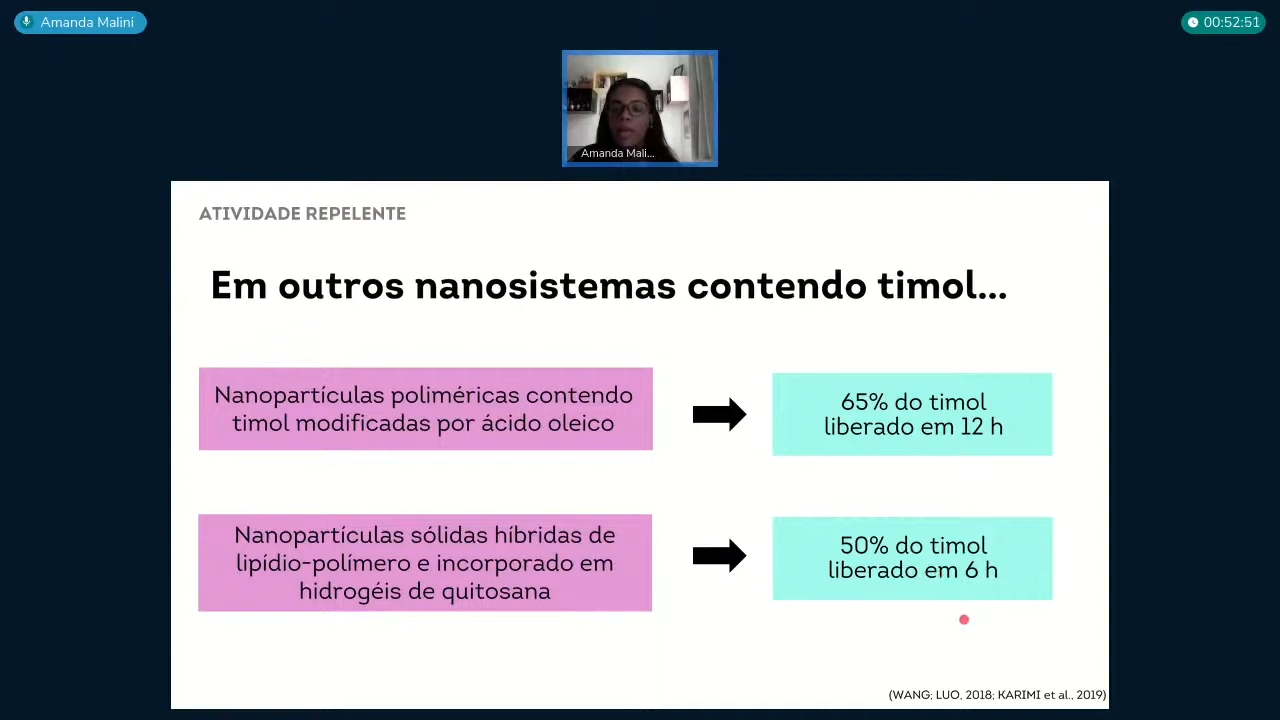 Amanda Malini
00:52:51
Amanda Mali...
ATIVIDADE REPELENTE
Em outros nanosistemas contendo timol...
Nanopartículas poliméricas contendo
timol modificadas por ácido oleico
65% do timol
liberado em 12 h
Nanopartículas sólidas híbridas de
lipídio-polímero e incorporado em
hidrogéis de quitosana
50% do timol
liberado em 6 h
(WANG; LUO, 2018; KARIMI et al., 2019)